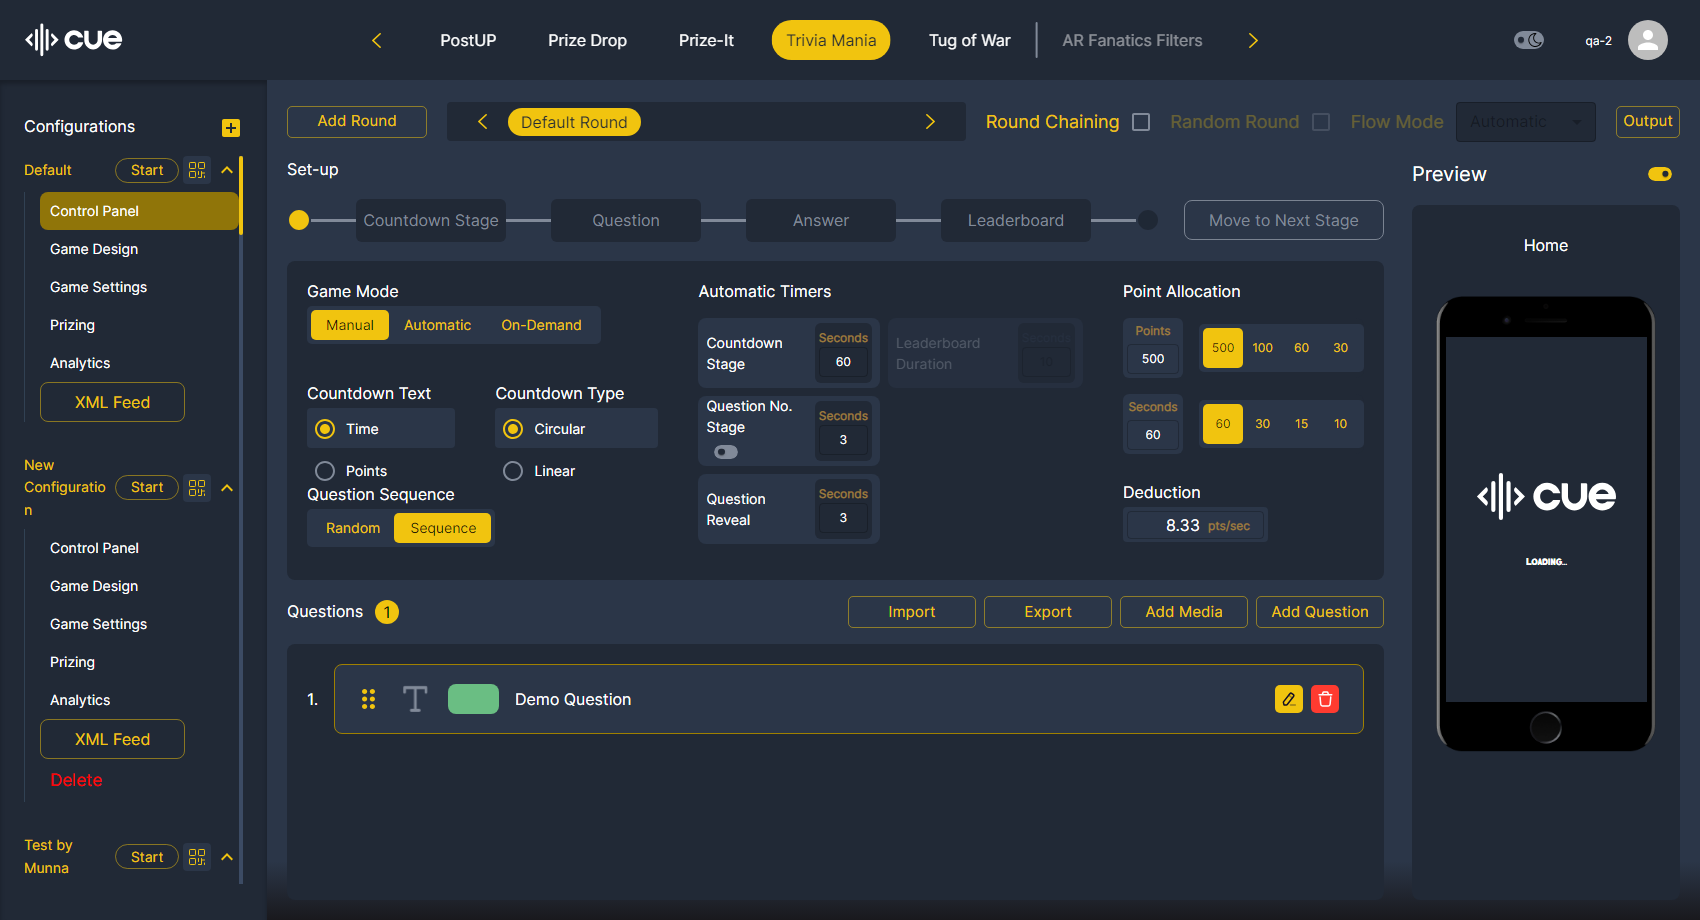 cue
PostUP
Prize Drop
Prize-It
Trivia Mania
Tug of War
AR Fanatics Filters
qa-2
Configurations
Default
Start
Control Panel
Game Design
Game Settings
Prizing
Analytics
XML Feed
New
Configuratio
n
Start
Control Panel
Game Design
Game Settings
Prizing
Analytics
XML Feed
Delete
Test by
Munna
Start
Add Round
Default Round
Round Chaining
Random Round
Flow Mode
Automatic
Output
Set-up
Countdown Stage
Question
Answer
Leaderboard
Move to Next Stage
Game Mode
Manual
Automatic
On-Demand
Countdown Text
Time
Points
Countdown Type
Circular
Linear
Question Sequence
Random
Sequence
Automatic Timers
Countdown
Stage
Seconds
60
Leaderboard
Duration
Seconds
10
Question No.
Stage
Seconds
3
Question
Reveal
Seconds
3
Point Allocation
Points
500
500
100
60
30
Seconds
60
60
30
15
10
Deduction
8.33 pts/sec
Questions 1
Import
Export
Add Media
Add Question
1.
T
Demo Question
Preview
Home
cue
LOADING...